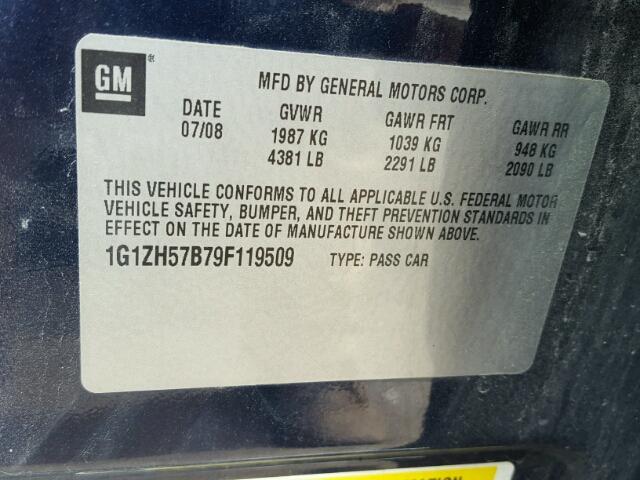 GM®
MFD BY GENERAL MOTORS CORP.
DATE GVWR GAWR FRT GAWR RR
07/08 1987 KG 1039 KG 948 KG
4381 LB 2291 LB 2090 LB
THIS VEHICLE CONFORMS TO ALL APPLICABLE U.S. FEDERAL MOTOR
VEHICLE SAFETY, BUMPER, AND THEFT PREVENTION STANDARDS IN
EFFECT ON THE DATE OF MANUFACTURE SHOWN ABOVE.
1G1ZH57B79F119509 TYPE: PASS CAR